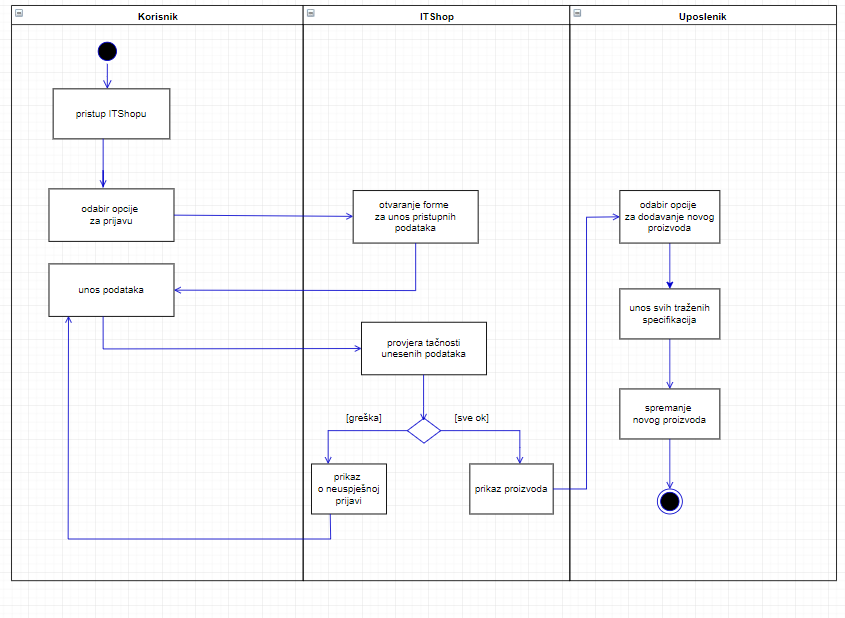 Korisnik
ITShop
Uposlenik
pristup ITShopu
odabir opcije
za prijavu
otvaranje forme
za unos pristupnih
podataka
odabir opcije
za dodavanje novog
proizvoda
unos podataka
unos svih traženih
specifikacija
provjera tačnosti
unesenih podataka
[greška]
[sve ok]
spremanje
novog proizvoda
prikaz
o neuspješnoj
prijavi
prikaz proizvoda